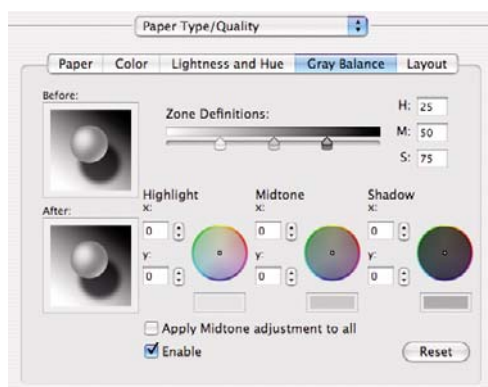 Paper Type/Quality
Paper Color Lightness and Hue Gray Balance Layout
Before:
Zone Definitions:
H: 25
M: 50
S: 75
Highlight Midtone Shadow
x: x: x:
After:
0 0 0
y: y: y:
0 0 0
Apply Midtone adjustment to all
Enable
Reset